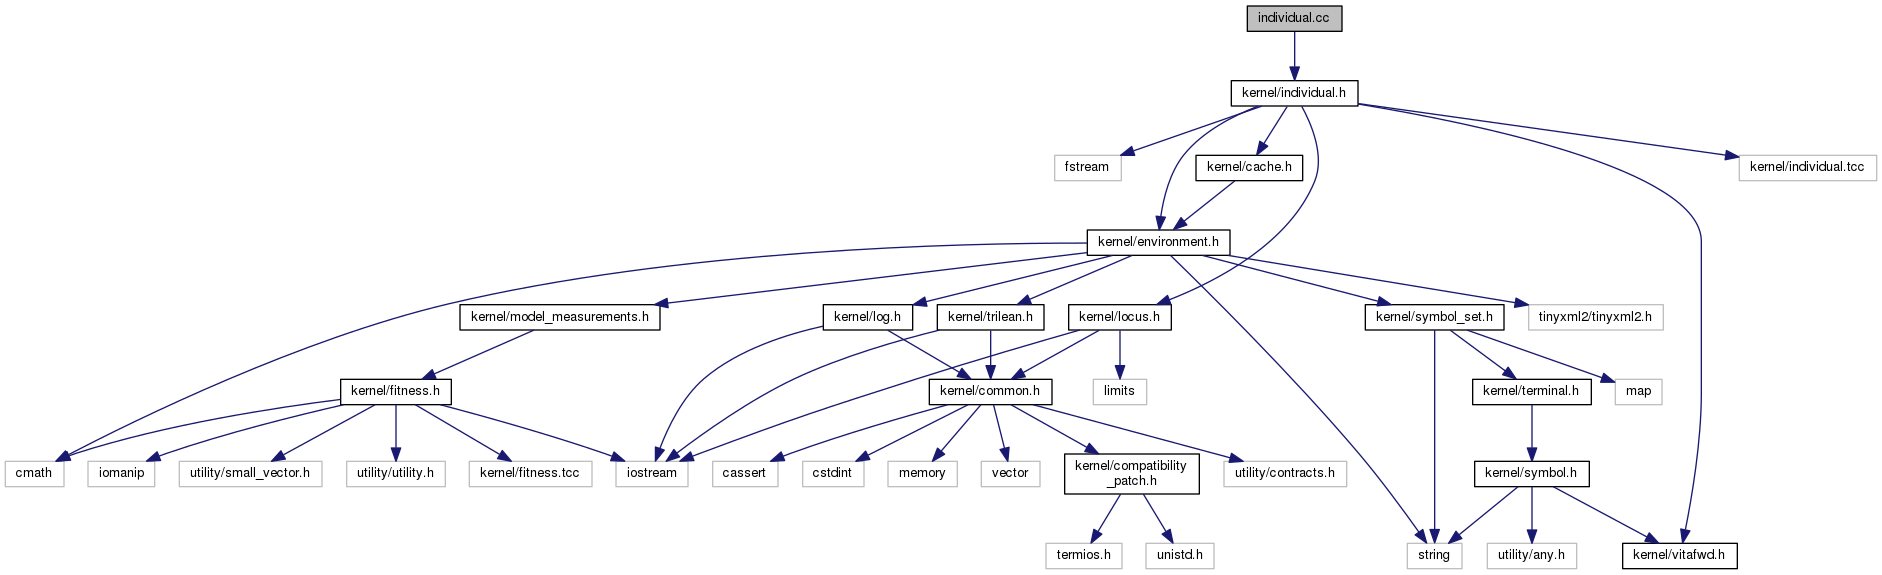 individual.cc
kernel/individual.h
fstream
kernel/cache.h
kernel/individual.tcc
kernel/environment.h
kernel/model_measurements.h
kernel/log.h
kernel/trilean.h
kernel/locus.h
kernel/symbol_set.h
tinyxml2/tinyxml2.h
kernel/fitness.h
kernel/common.h
limits
kernel/terminal.h
map
cmath
iomanip
utility/small_vector.h
utility/utility.h
kernel/fitness.tcc
iostream
cassert
cstdint
memory
vector
kernel/compatibility
_patch.h
utility/contracts.h
kernel/symbol.h
termios.h
unistd.h
string
utility/any.h
kernel/vitafwd.h